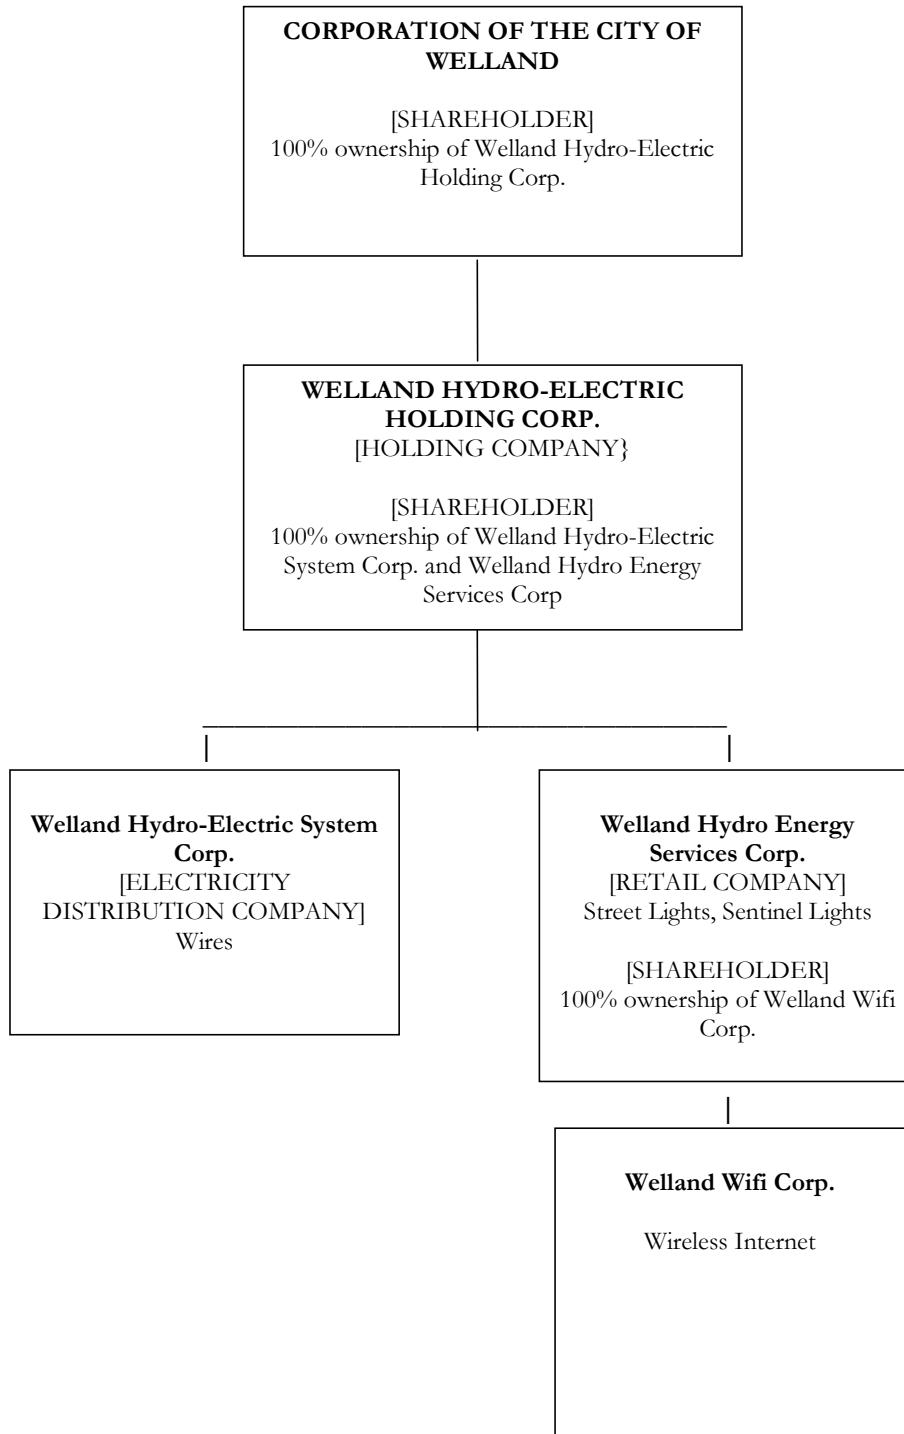 CORPORATION OF THE CITY OF
WELLAND
[SHAREHOLDER]
100% ownership of Welland Hydro-Electric
Holding Corp.
WELLAND HYDRO-ELECTRIC
HOLDING CORP.
[HOLDING COMPANY}
[SHAREHOLDER]
100% ownership of Welland Hydro-Electric
System Corp. and Welland Hydro Energy
Services Corp
Welland Hydro-Electric System
Corp.
[ELECTRICITY
DISTRIBUTION COMPANY]
Wires
Welland Hydro Energy
Services Corp.
[RETAIL COMPANY]
Street Lights, Sentinel Lights
[SHAREHOLDER]
100% ownership of Welland Wifi
Corp.
Welland Wifi Corp.
Wireless Internet